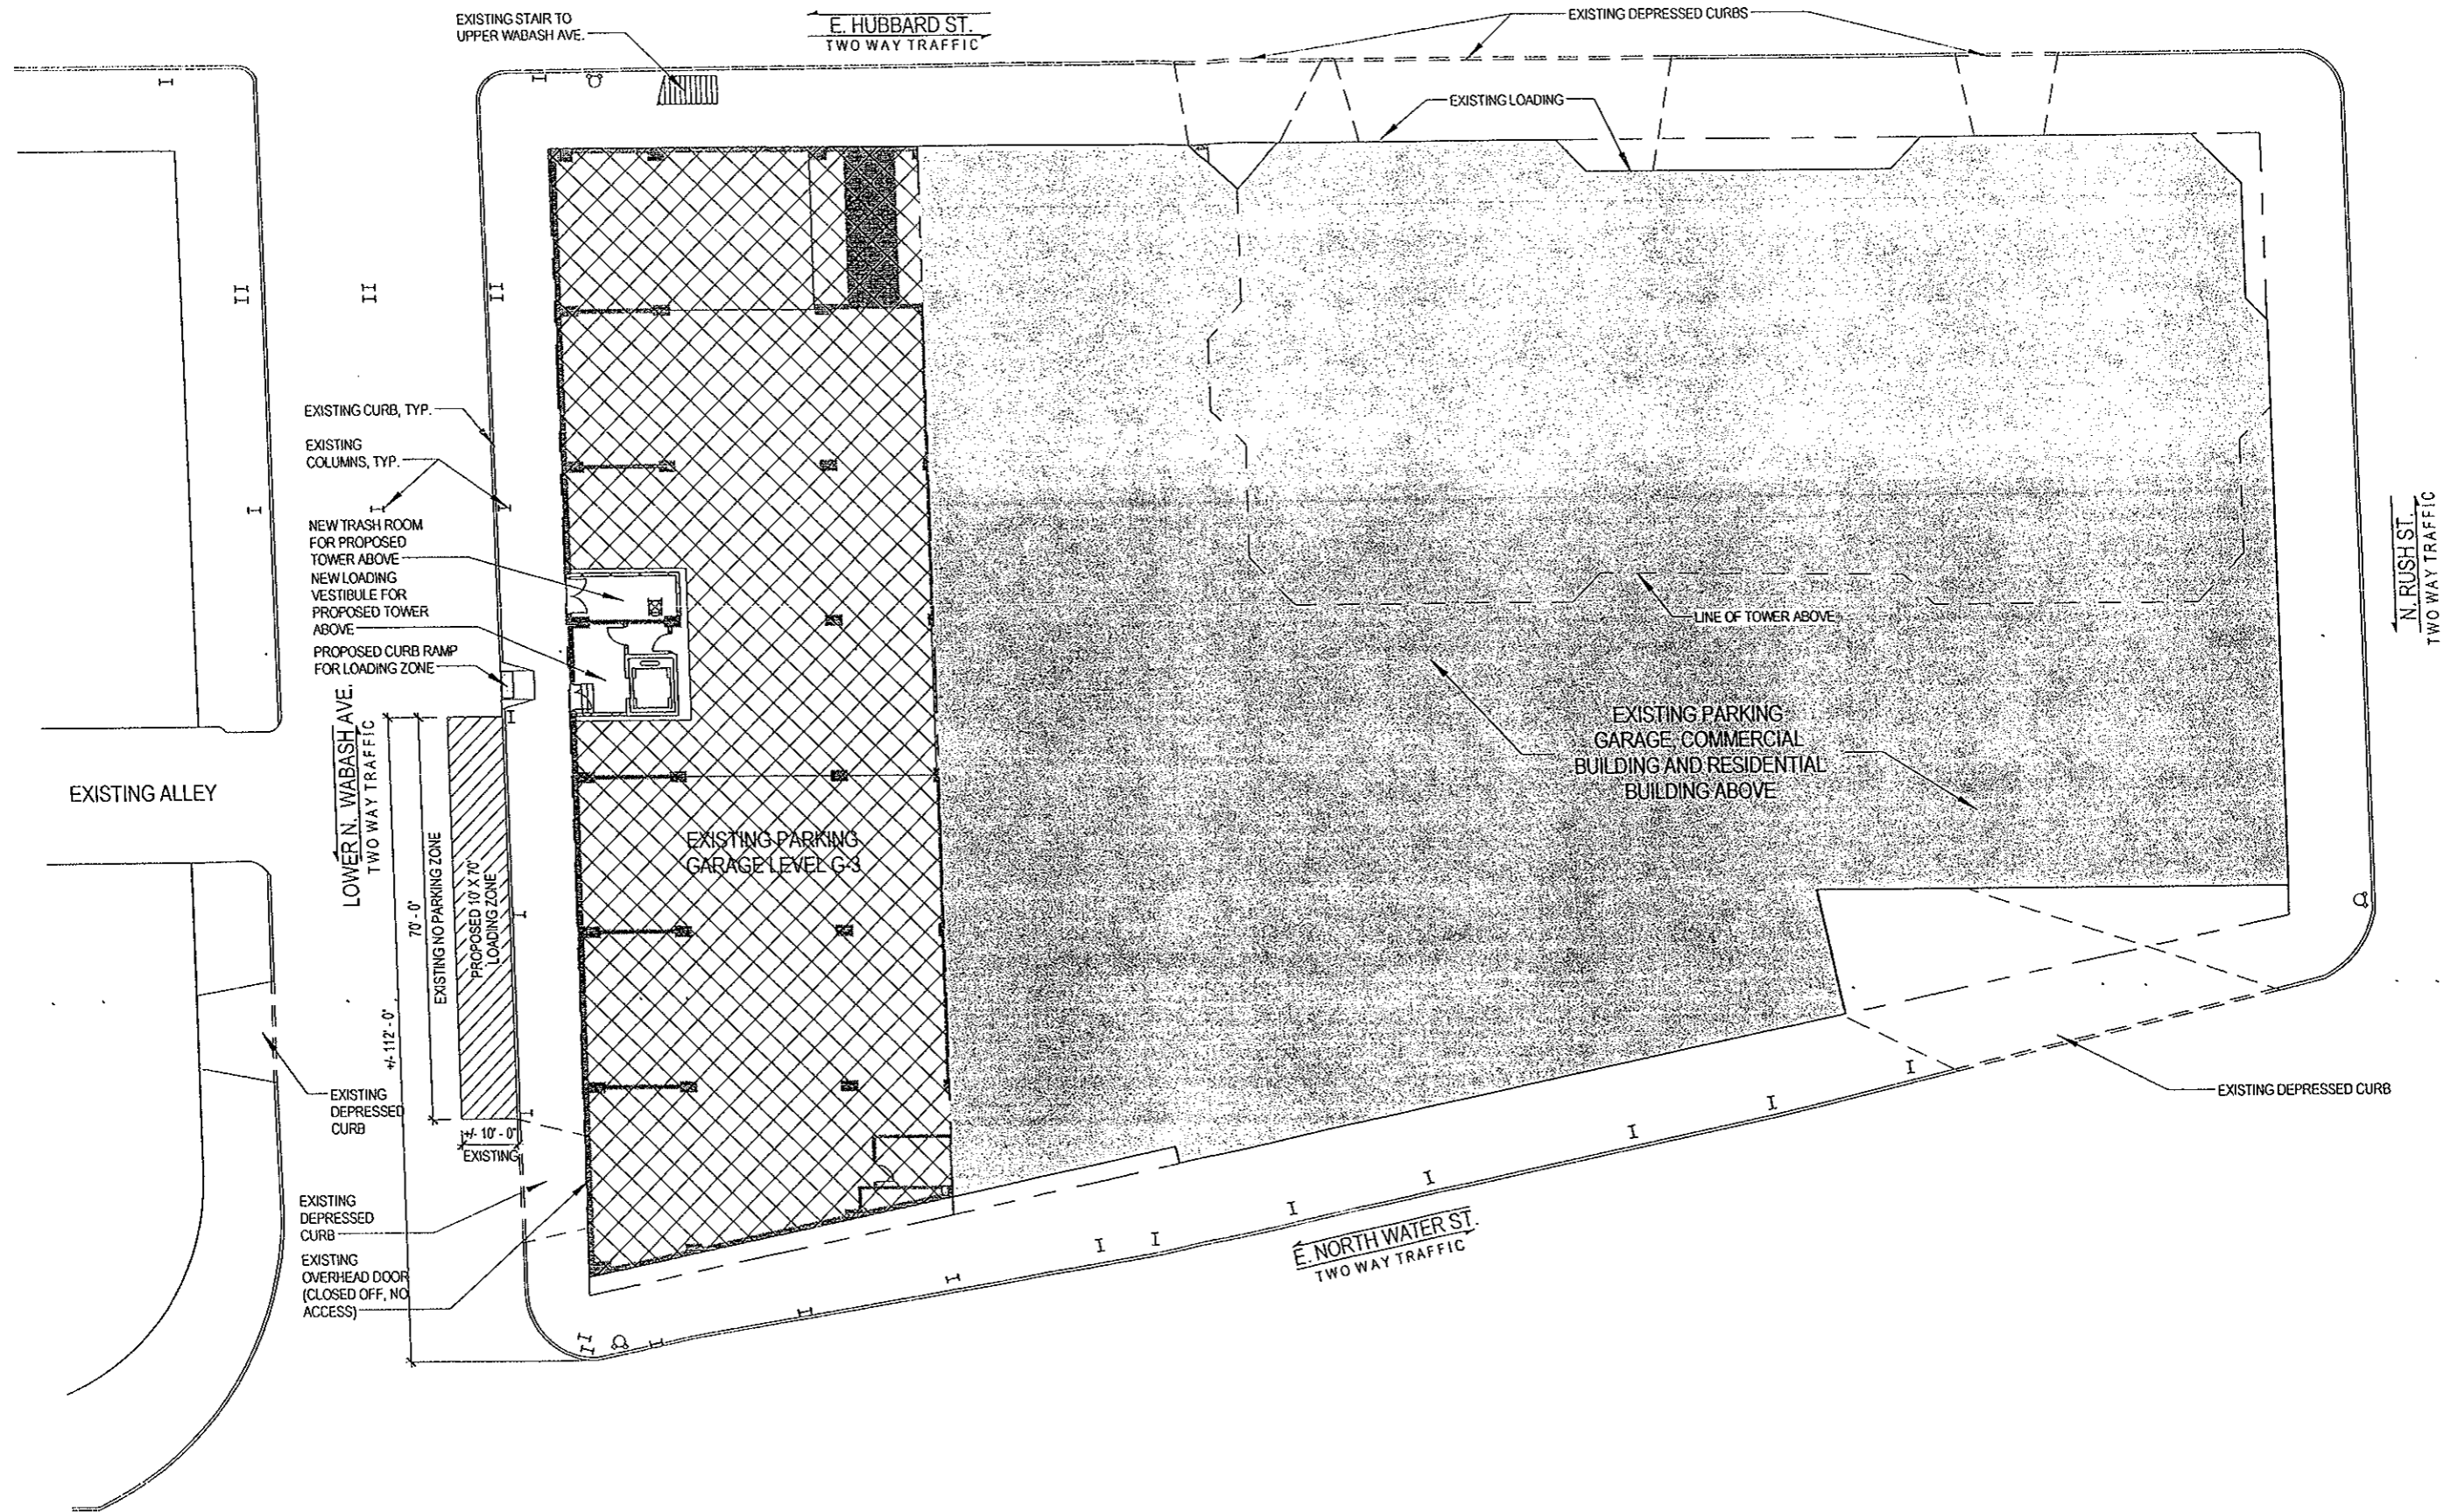 EXISTING STAIR TO
UPPER WABASH AVE.
E. HUBBARD ST.
TWO WAY TRAFFIC
EXISTING DEPRESSED CURBS
EXISTING LOADING
EXISTING CURB, TYP.
EXISTING
COLUMNS, TYP.
NEW TRASH ROOM
FOR PROPOSED
TOWER ABOVE
NEW LOADING
VESTIBULE FOR
PROPOSED TOWER
ABOVE
PROPOSED CURB RAMP
FOR LOADING ZONE
LINE OF TOWER ABOVE
N. RUSH ST.
TWO WAY TRAFFIC
EXISTING PARKING
GARAGE, COMMERCIAL
BUILDING AND RESIDENTIAL
BUILDING ABOVE
EXISTING ALLEY
LOWER N. WABASH AVE.
TWO WAY TRAFFIC
+/- 112' - 0"
70' - 0"
EXISTING NO PARKING ZONE
PROPOSED 10' X 70'
LOADING ZONE
EXISTING PARKING
GARAGE LEVEL G-3
EXISTING
DEPRESSED
CURB
+/- 10' - 0"
EXISTING
EXISTING
DEPRESSED
CURB
EXISTING
OVERHEAD DOOR
(CLOSED OFF, NO
ACCESS)
EXISTING DEPRESSED CURB
E. NORTH WATER ST.
TWO WAY TRAFFIC